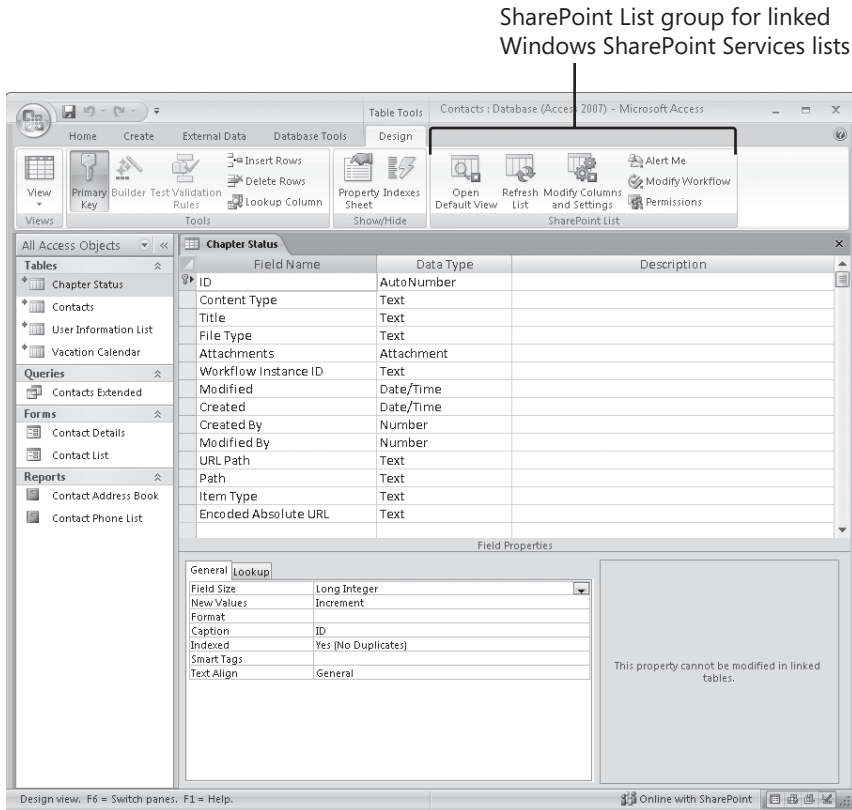 SharePoint List group for linked
Windows SharePoint Services lists
Table Tools
Contacts : Database (Access 2007) - Microsoft Access
Home Create External Data Database Tools Design
View
Primary Key
Builder
Test Validation Rules
Insert Rows
Delete Rows
Lookup Column
Property Sheet
Indexes
Open Default View
Refresh List
Modify Columns and Settings
Alert Me
Modify Workflow
Permissions
Views Tools Show/Hide SharePoint List
All Access Objects
Tables
Chapter Status
Contacts
User Information List
Vacation Calendar
Queries
Contacts Extended
Forms
Contact Details
Contact List
Reports
Contact Address Book
Contact Phone List
Chapter Status
Field Name Data Type Description
ID AutoNumber
Content Type Text
Title Text
File Type Text
Attachments Attachment
Workflow Instance ID Text
Modified Date/Time
Created Date/Time
Created By Number
Modified By Number
URL Path Text
Path Text
Item Type Text
Encoded Absolute URL Text
Field Properties
General Lookup
Field Size Long Integer
New Values Increment
Format
Caption ID
Indexed Yes (No Duplicates)
Smart Tags
Text Align General
This property cannot be modified in linked
tables.
Design view. F6 = Switch panes. F1 = Help.
Online with SharePoint